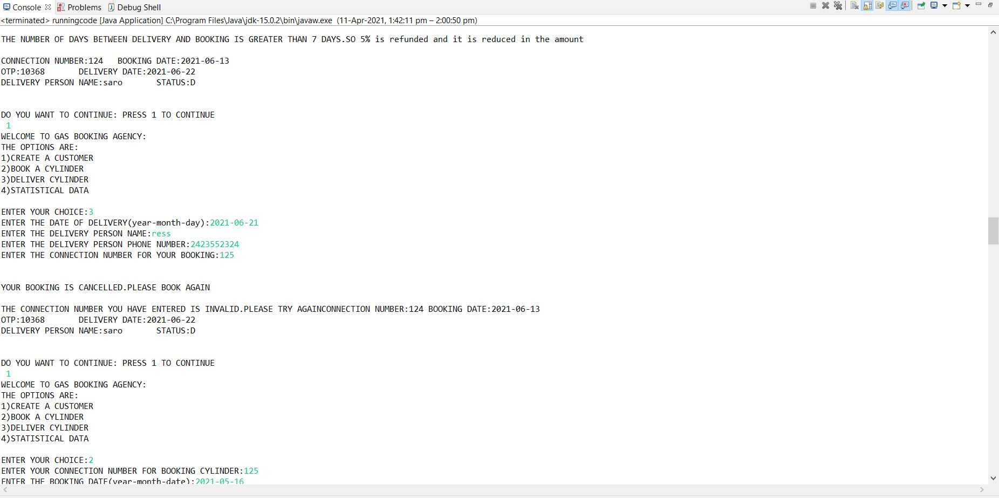 Console Problems Debug Shell
<terminated> runningcode [Java Application] C:\Program Files\Java\jdk-15.0.2\bin\javaw.exe (11-Apr-2021, 1:42:11 pm – 2:00:50 pm)
THE NUMBER OF DAYS BETWEEN DELIVERY AND BOOKING IS GREATER THAN 7 DAYS.SO 5% is refunded and it is reduced in the amount
CONNECTION NUMBER:124 BOOKING DATE:2021-06-13
OTP:10368 DELIVERY DATE:2021-06-22
DELIVERY PERSON NAME:saro STATUS:D
DO YOU WANT TO CONTINUE: PRESS 1 TO CONTINUE
1
WELCOME TO GAS BOOKING AGENCY:
THE OPTIONS ARE:
1)CREATE A CUSTOMER
2)BOOK A CYLINDER
3)DELIVER CYLINDER
4)STATISTICAL DATA
ENTER YOUR CHOICE:3
ENTER THE DATE OF DELIVERY(year-month-day):2021-06-21
ENTER THE DELIVERY PERSON NAME:ress
ENTER THE DELIVERY PERSON PHONE NUMBER:2423552324
ENTER THE CONNECTION NUMBER FOR YOUR BOOKING:125
YOUR BOOKING IS CANCELLED.PLEASE BOOK AGAIN
THE CONNECTION NUMBER YOU HAVE ENTERED IS INVALID.PLEASE TRY AGAINCONNECTION NUMBER:124 BOOKING DATE:2021-06-13
OTP:10368 DELIVERY DATE:2021-06-22
DELIVERY PERSON NAME:saro STATUS:D
DO YOU WANT TO CONTINUE: PRESS 1 TO CONTINUE
1
WELCOME TO GAS BOOKING AGENCY:
THE OPTIONS ARE:
1)CREATE A CUSTOMER
2)BOOK A CYLINDER
3)DELIVER CYLINDER
4)STATISTICAL DATA
ENTER YOUR CHOICE:2
ENTER YOUR CONNECTION NUMBER FOR BOOKING CYLINDER:125
ENTER THE BOOKING DATE(year-month-date):2021-05-16